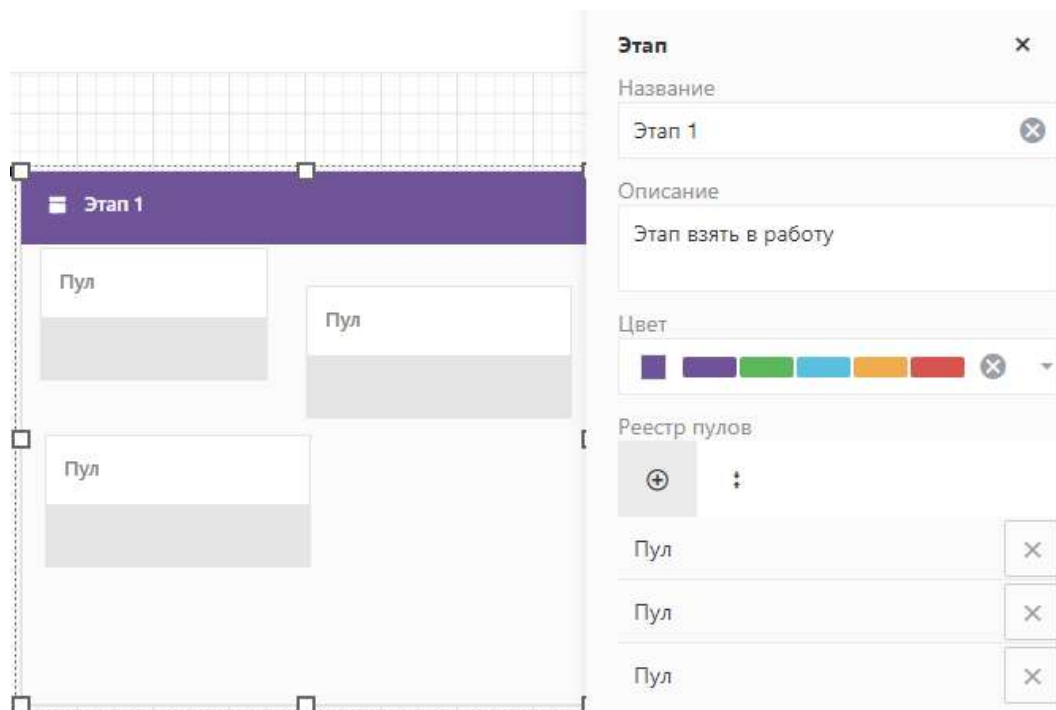 Этап 1
Пул
Пул
Пул
Этап
Название
Этап 1
Описание
Этап взять в работу
Цвет
Реестр пулов
Пул
Пул
Пул